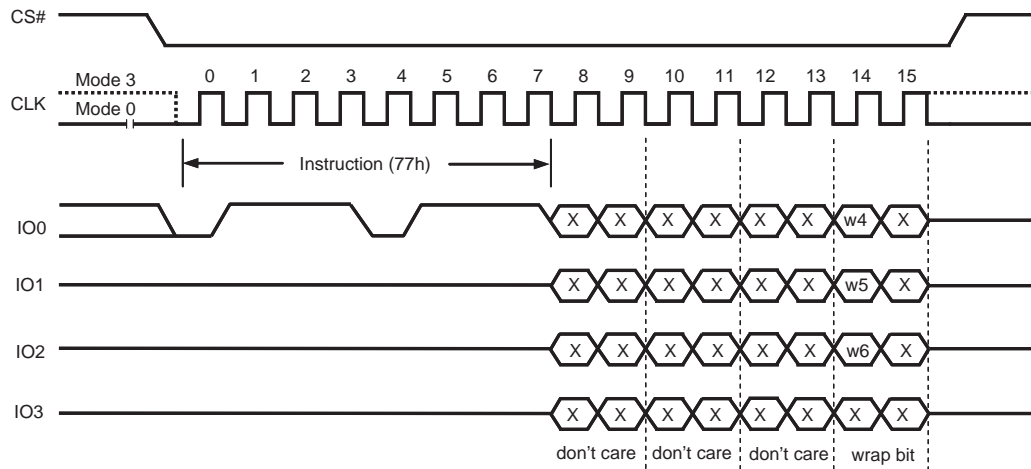 CS#
Mode 3
0 1 2 3 4 5 6 7 8 9 10 11 12 13 14 15
CLK
Mode 0
Instruction (77h)
IO0
X X X X X X w4 X
IO1
X X X X X X w5 X
IO2
X X X X X X w6 X
IO3
X X X X X X X X
don't care don't care don't care wrap bit